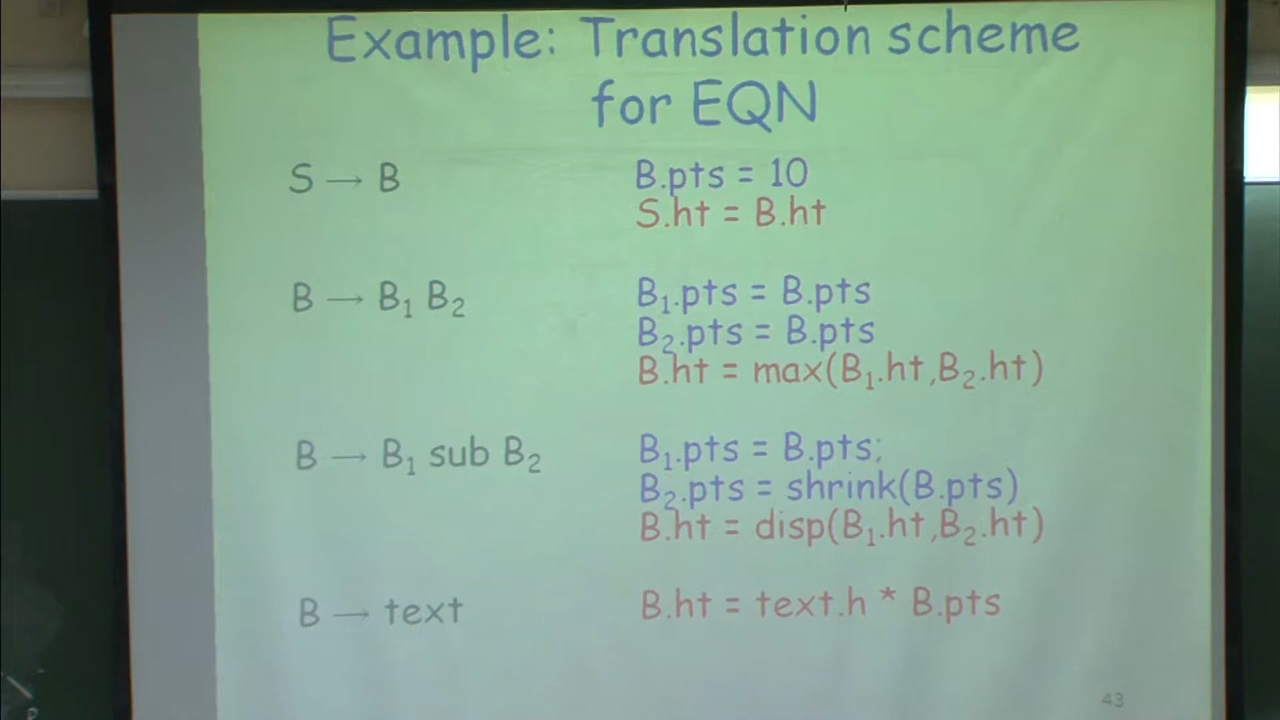 Example: Translation scheme
for EQN
S → B B.pts = 10
S.ht = B.ht
B → B₁ B₂ B₁.pts = B.pts
B₂.pts = B.pts
B.ht = max(B₁.ht,B₂.ht)
B → B₁ sub B₂ B₁.pts = B.pts;
B₂.pts = shrink(B.pts)
B.ht = disp(B₁.ht,B₂.ht)
B → text B.ht = text.h * B.pts
43